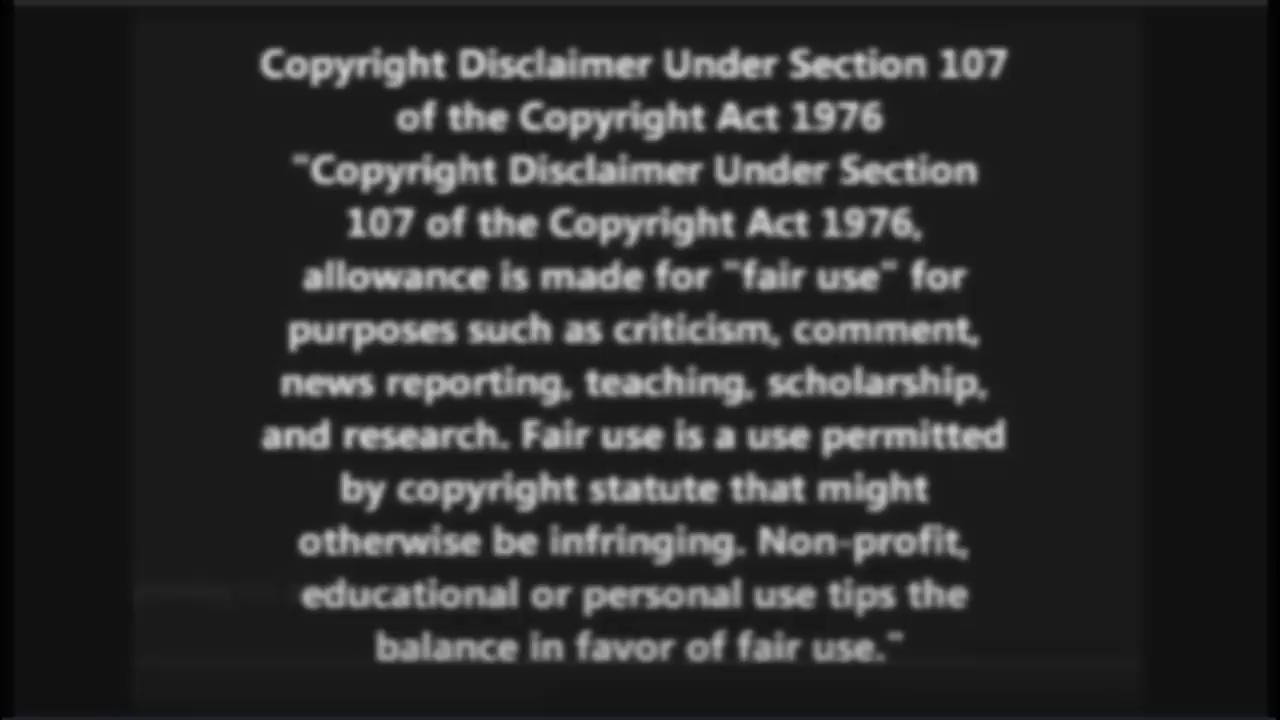 Copyright Disclaimer Under Section 107
of the Copyright Act 1976
"Copyright Disclaimer Under Section
107 of the Copyright Act 1976,
allowance is made for "fair use" for
purposes such as criticism, comment,
news reporting, teaching, scholarship,
and research. Fair use is a use permitted
by copyright statute that might
otherwise be infringing. Non-profit,
educational or personal use tips the
balance in favor of fair use."